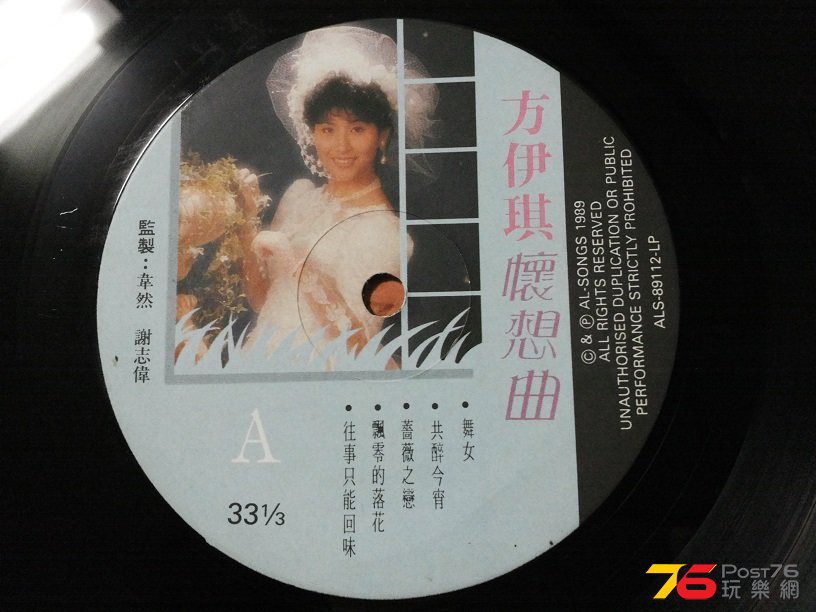 方伊琪懷想曲
© & ℗ AL-SONGS 1989
ALL RIGHTS RESERVED
UNAUTHORISED DUPLICATION OR PUBLIC
PERFORMANCE STRICTLY PROHIBITED
ALS-89112-LP
監製：韋然 謝志偉
A
33⅓
• 舞女
• 共醉今宵
• 薔薇之戀
• 飄零的落花
• 往事只能回味
76 POST76
玩樂網